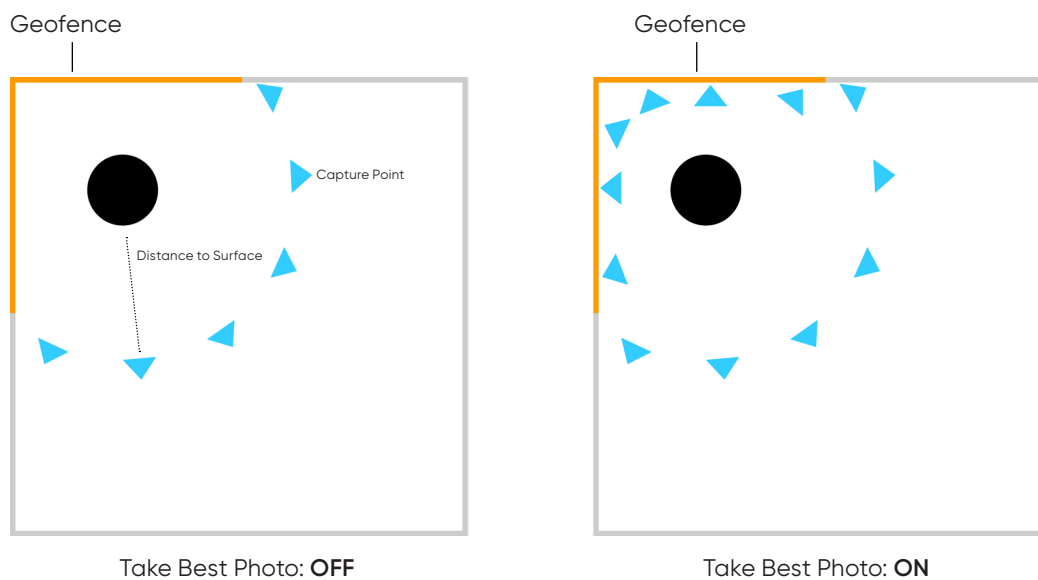 Geofence
Geofence
Capture Point
Distance to Surface
Take Best Photo: OFF
Take Best Photo: ON